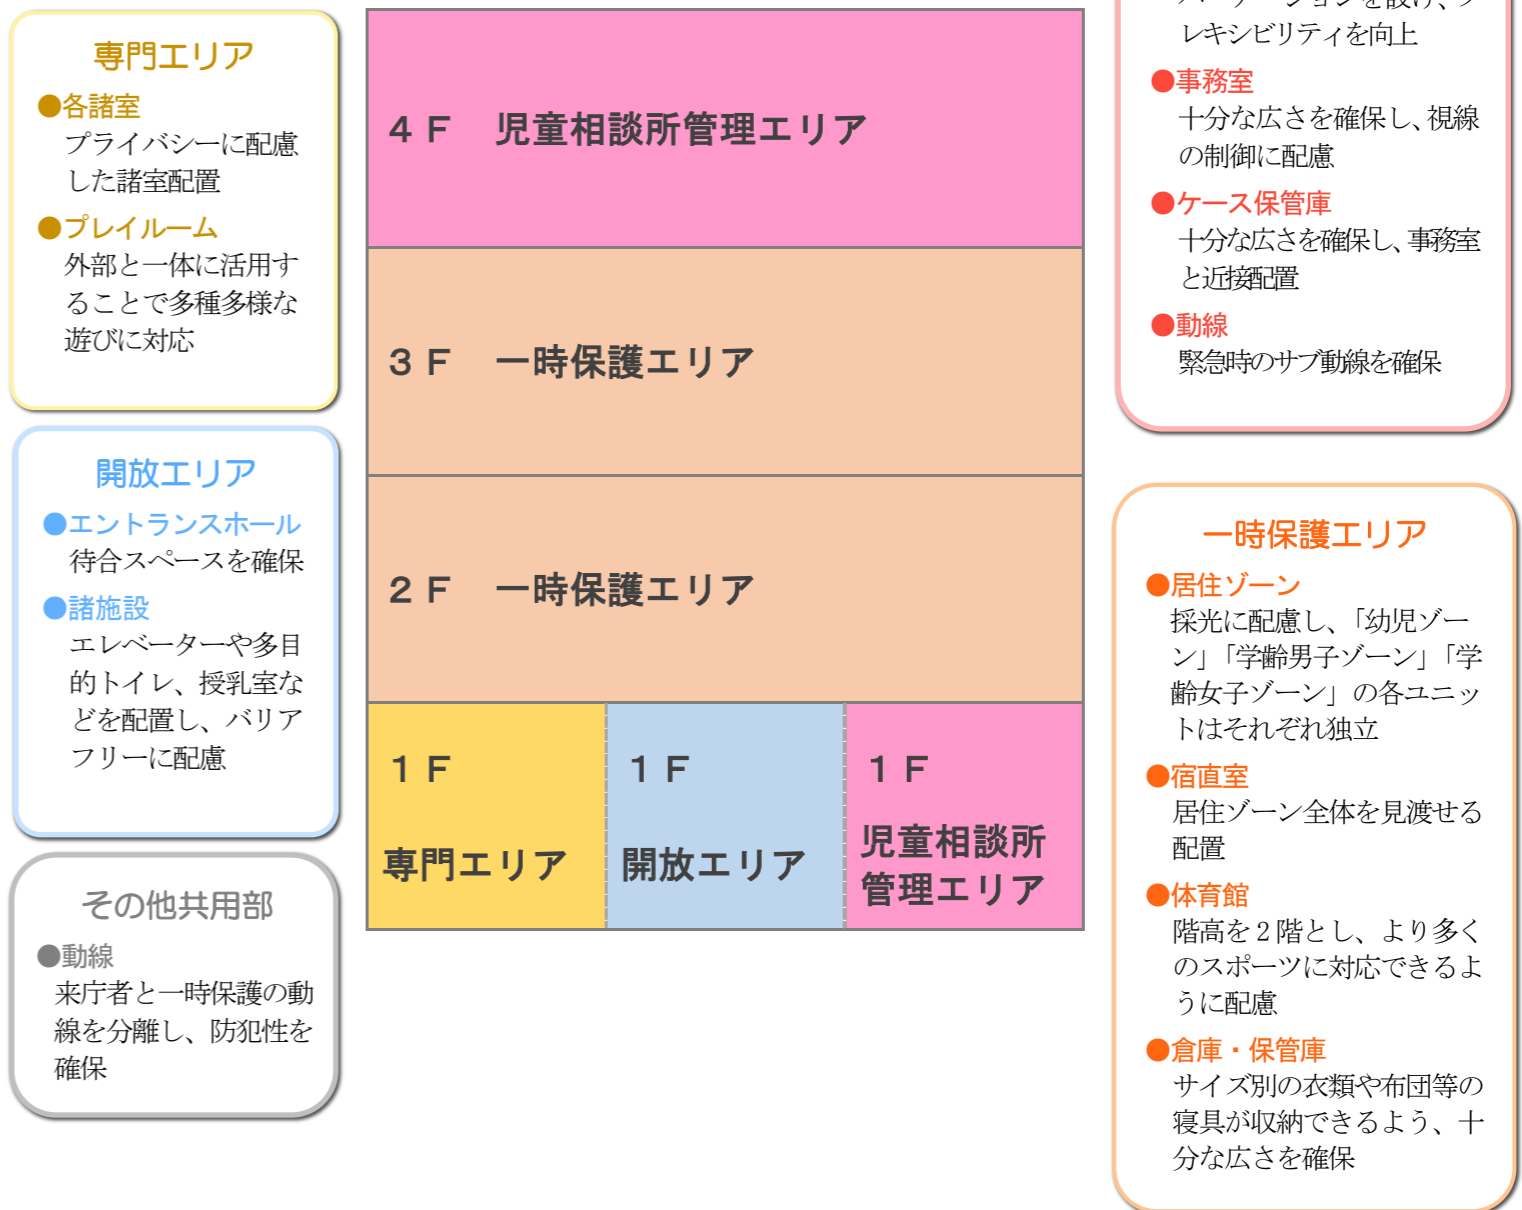 専門エリア
●各諸室
プライバシーに配慮
した諸室配置
●プレイルーム
外部と一体に活用す
ることで多種多様な
遊びに対応
開放エリア
●エントランスホール
待合スペースを確保
●諸施設
エレベーターや多目
的トイレ、授乳室な
どを配置し、バリア
フリーに配慮
その他共用部
●動線
来庁者と一時保護の動
線を分離し、防犯性を
確保
４Ｆ　児童相談所管理エリア
３Ｆ　一時保護エリア
２Ｆ　一時保護エリア
１Ｆ
専門エリア
１Ｆ
開放エリア
１Ｆ
児童相談所
管理エリア
レキシビリティを向上
●事務室
十分な広さを確保し、視線
の制御に配慮
●ケース保管庫
十分な広さを確保し、事務室
と近接配置
●動線
緊急時のサブ動線を確保
一時保護エリア
●居住ゾーン
採光に配慮し、「幼児ゾー
ン」「学齢男子ゾーン」「学
齢女子ゾーン」の各ユニッ
トはそれぞれ独立
●宿直室
居住ゾーン全体を見渡せる
配置
●体育館
階高を２階とし、より多く
のスポーツに対応できるよ
うに配慮
●倉庫・保管庫
サイズ別の衣類や布団等の
寝具が収納できるよう、十
分な広さを確保